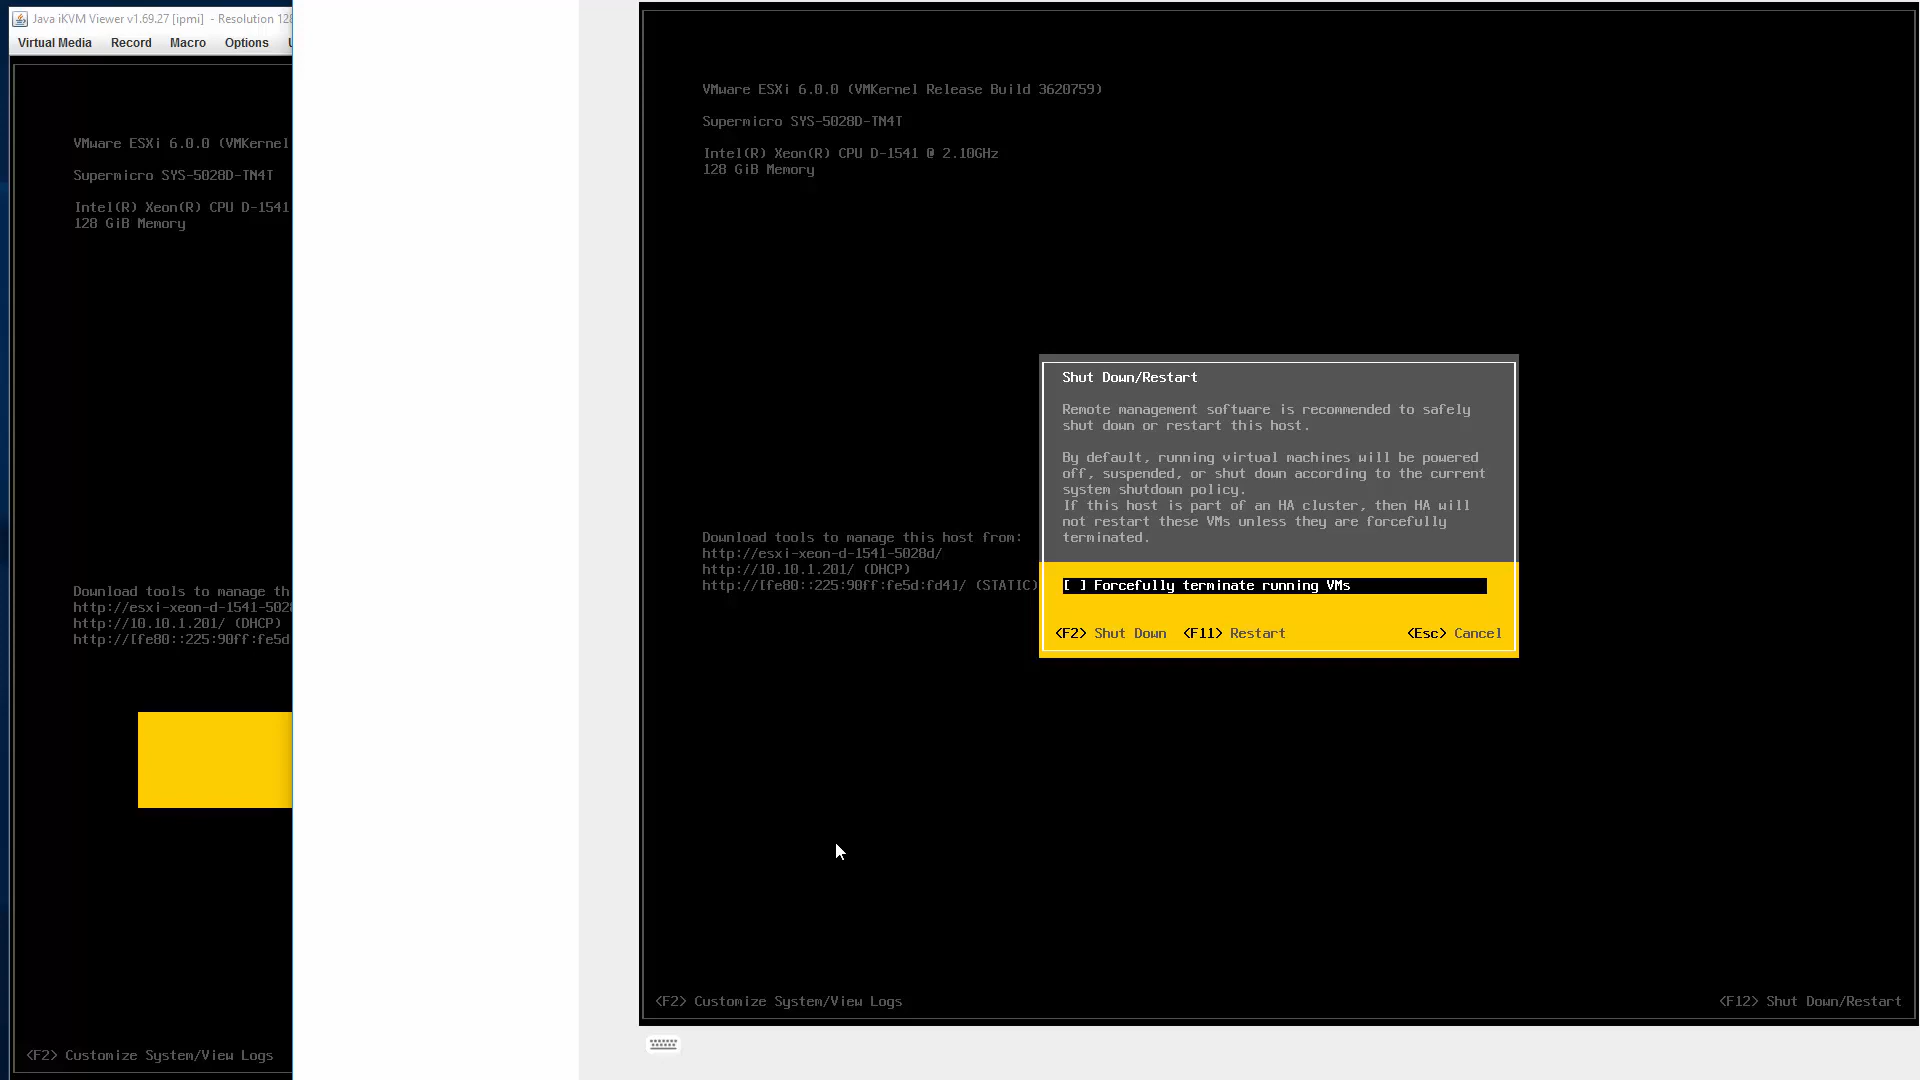 Java iKVM Viewer v1.69.27 [ipmi] - Resolution 128
Virtual Media Record Macro Options
VMware ESXi 6.0.0 (VMKernel
Supermicro SYS-5028D-TN4T
Intel(R) Xeon(R) CPU D-1541
128 GiB Memory
Download tools to manage th
http://esxi-xeon-d-1541-502
http://10.10.1.201/ (DHCP)
http://[fe80::225:90ff:fe5d
<F2> Customize System/View Logs
VMware ESXi 6.0.0 (VMKernel Release Build 3620759)
Supermicro SYS-5028D-TN4T
Intel(R) Xeon(R) CPU D-1541 @ 2.10GHz
128 GiB Memory
Download tools to manage this host from:
http://esxi-xeon-d-1541-5028d/
http://10.10.1.201/ (DHCP)
http://[fe80::225:90ff:fe5d:fd4]/ (STATIC)
Shut Down/Restart
Remote management software is recommended to safely
shut down or restart this host.
By default, running virtual machines will be powered
off, suspended, or shut down according to the current
system shutdown policy.
If this host is part of an HA cluster, then HA will
not restart these VMs unless they are forcefully
terminated.
[ ] Forcefully terminate running VMs
<F2> Shut Down <F11> Restart <Esc> Cancel
<F2> Customize System/View Logs <F12> Shut Down/Restart